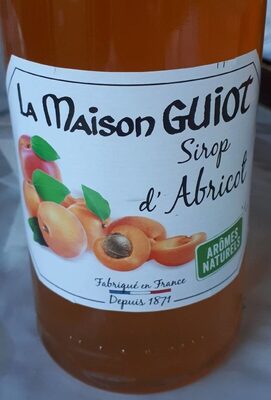 La Maison GUIOT
Sirop
d'Abricot
ARÔMES
NATURELS
Fabriqué en France
Depuis 1871